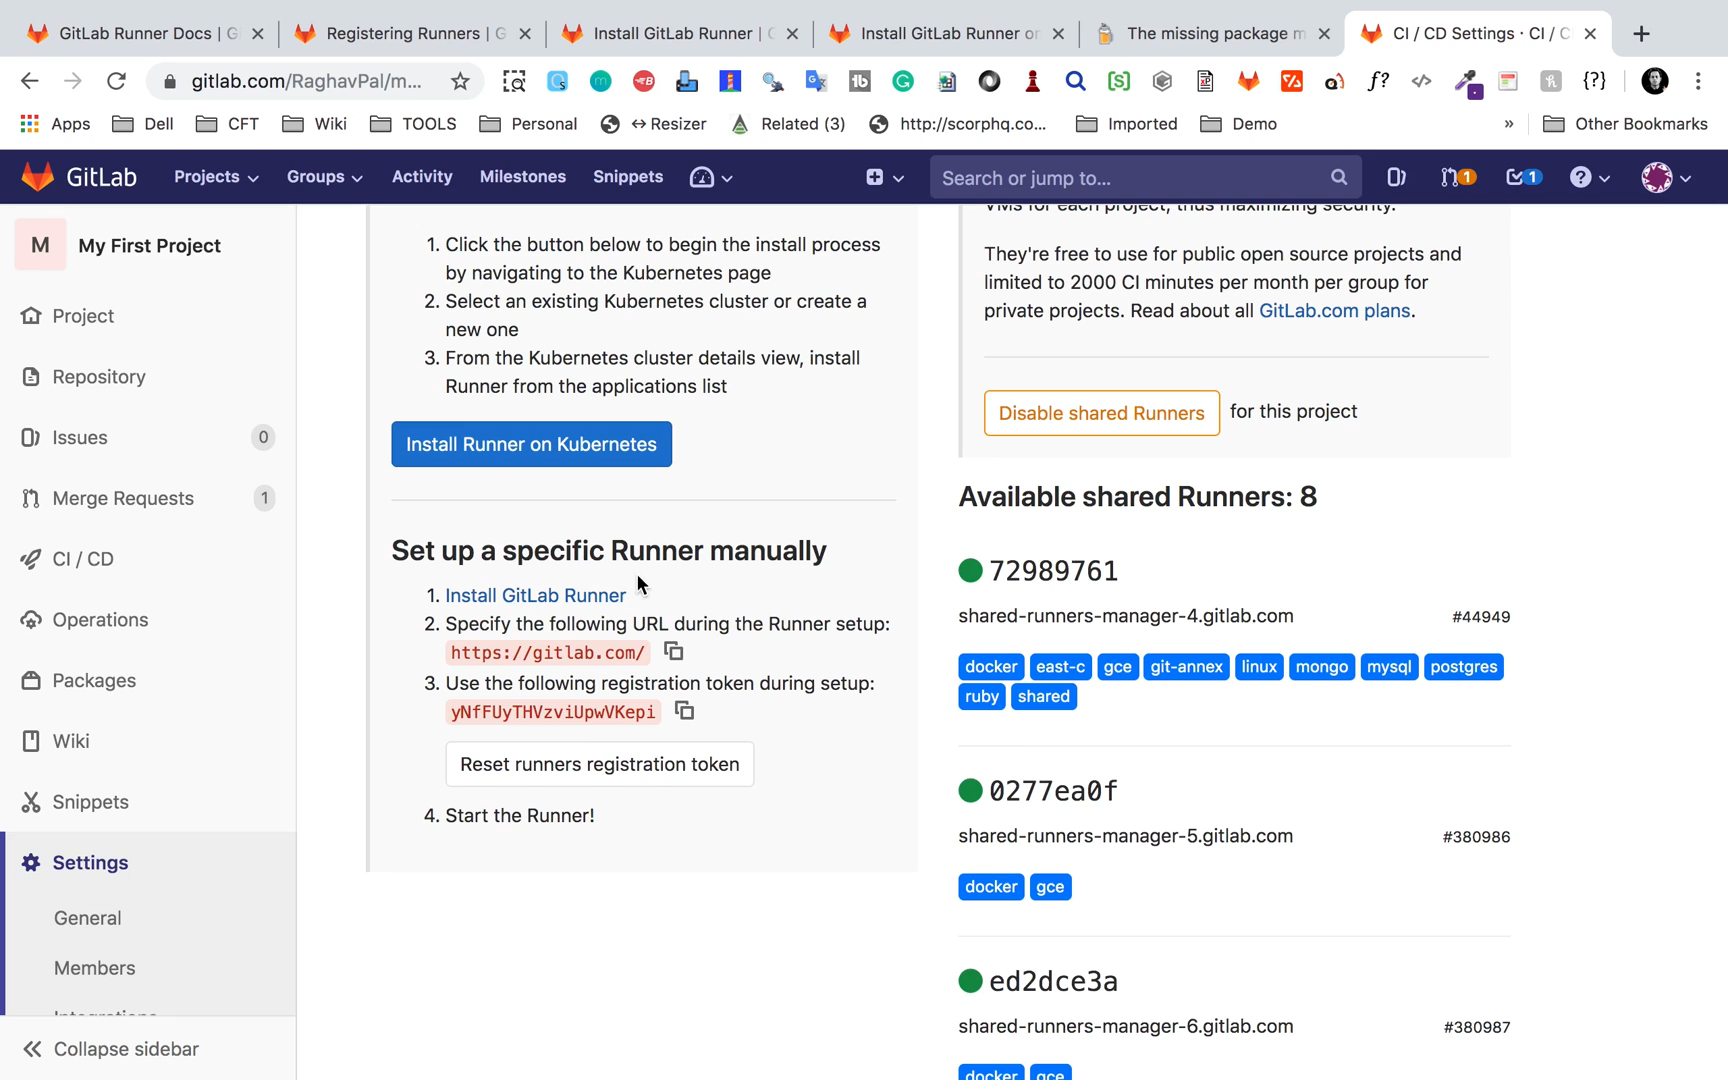 GitLab Runner Docs | G
Registering Runners | G
Install GitLab Runner |
Install GitLab Runner or
The missing package m
CI / CD Settings · CI / C
gitlab.com/RaghavPal/m...
Apps
Dell
CFT
Wiki
TOOLS
Personal
↔Resizer
Related (3)
http://scorphq.co...
Imported
Demo
»
Other Bookmarks
GitLab
Projects
Groups
Activity
Milestones
Snippets
Search or jump to...
1
1
M
My First Project
Project
Repository
Issues
0
Merge Requests
1
CI / CD
Operations
Packages
Wiki
Snippets
Settings
General
Members
Integrations
Collapse sidebar
1. Click the button below to begin the install process
by navigating to the Kubernetes page
2. Select an existing Kubernetes cluster or create a
new one
3. From the Kubernetes cluster details view, install
Runner from the applications list
Install Runner on Kubernetes
Set up a specific Runner manually
1. Install GitLab Runner
2. Specify the following URL during the Runner setup:
https://gitlab.com/
3. Use the following registration token during setup:
yNfFUyTHVzviUpwVKepi
Reset runners registration token
4. Start the Runner!
VMs for each project, thus maximizing security.
They're free to use for public open source projects and
limited to 2000 CI minutes per month per group for
private projects. Read about all GitLab.com plans.
Disable shared Runners for this project
Available shared Runners: 8
72989761
shared-runners-manager-4.gitlab.com #44949
docker east-c gce git-annex linux mongo mysql postgres
ruby shared
0277ea0f
shared-runners-manager-5.gitlab.com #380986
docker gce
ed2dce3a
shared-runners-manager-6.gitlab.com #380987
docker gce